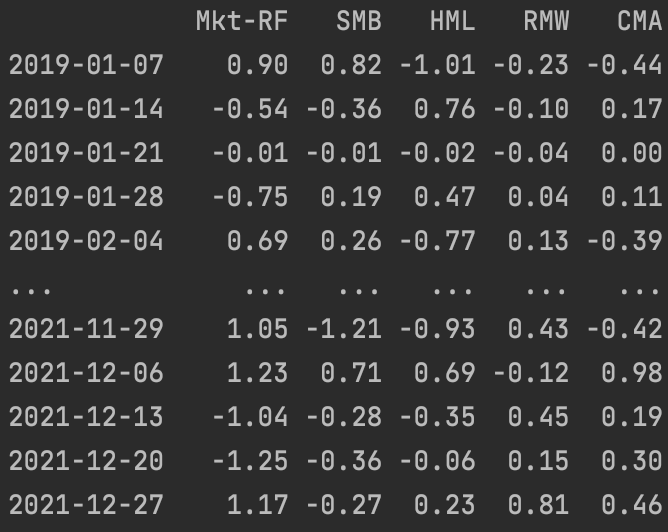 Mkt-RF SMB HML RMW CMA
2019-01-07 0.90 0.82 -1.01 -0.23 -0.44
2019-01-14 -0.54 -0.36 0.76 -0.10 0.17
2019-01-21 -0.01 -0.01 -0.02 -0.04 0.00
2019-01-28 -0.75 0.19 0.47 0.04 0.11
2019-02-04 0.69 0.26 -0.77 0.13 -0.39
... ... ... ... ... ...
2021-11-29 1.05 -1.21 -0.93 0.43 -0.42
2021-12-06 1.23 0.71 0.69 -0.12 0.98
2021-12-13 -1.04 -0.28 -0.35 0.45 0.19
2021-12-20 -1.25 -0.36 -0.06 0.15 0.30
2021-12-27 1.17 -0.27 0.23 0.81 0.46